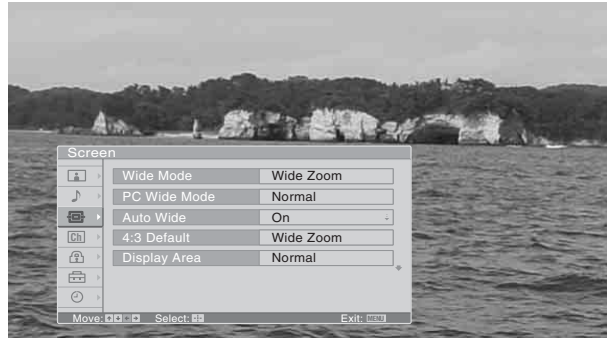 Screen
Wide Mode Wide Zoom
PC Wide Mode Normal
Auto Wide On
Ch 4:3 Default Wide Zoom
Display Area Normal
Move: Select: Exit: MENU